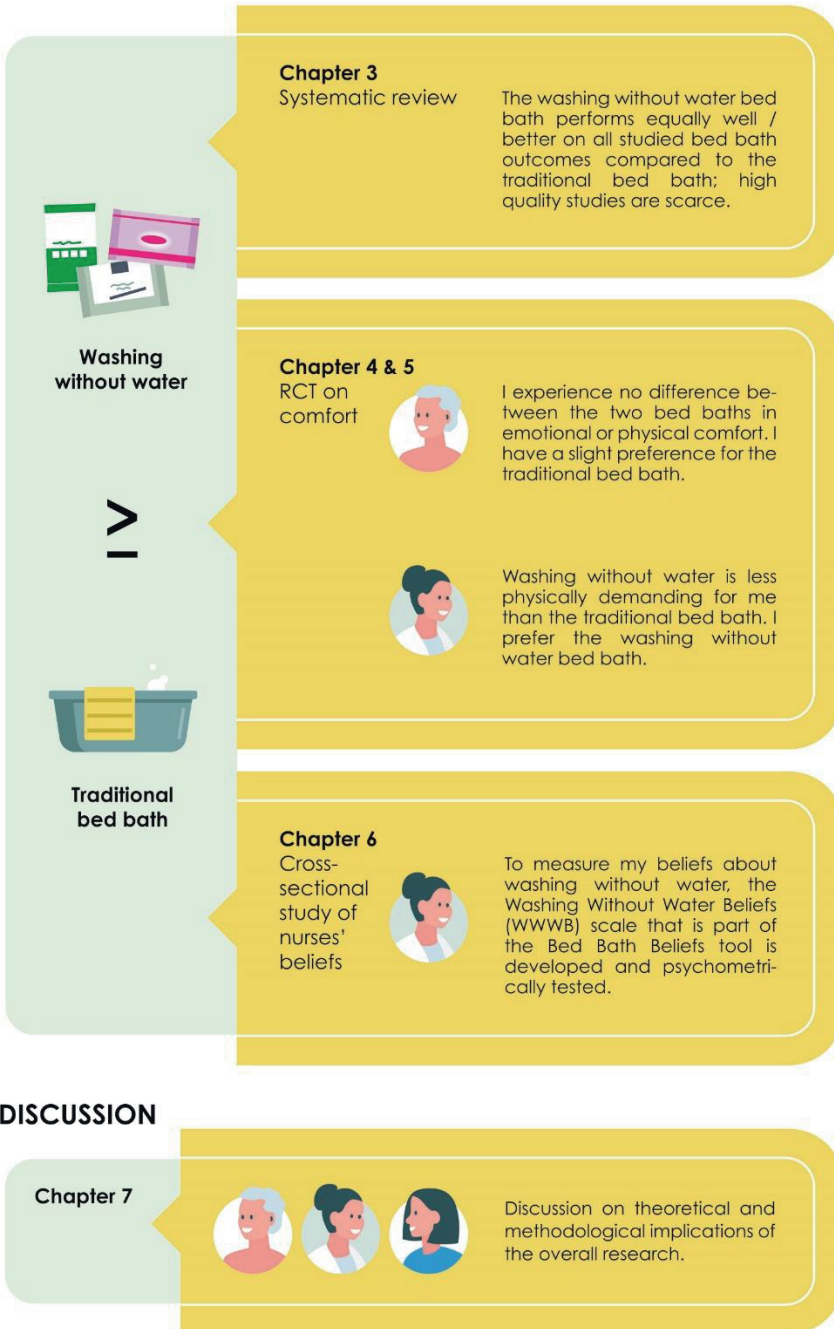 Chapter 3
Systematic review
The washing without water bed
bath performs equally well /
better on all studied bed bath
outcomes compared to the
traditional bed bath; high
quality studies are scarce.
Washing
without water
Chapter 4 & 5
RCT on
comfort
I experience no difference be-
tween the two bed baths in
emotional or physical comfort. I
have a slight preference for the
traditional bed bath.
≥
Washing without water is less
physically demanding for me
than the traditional bed bath. I
prefer the washing without
water bed bath.
Traditional
bed bath
Chapter 6
Cross-
sectional
study of
nurses’
beliefs
To measure my beliefs about
washing without water, the
Washing Without Water Beliefs
(WWWB) scale that is part of
the Bed Bath Beliefs tool is
developed and psychometri-
cally tested.
DISCUSSION
Chapter 7
Discussion on theoretical and
methodological implications of
the overall research.